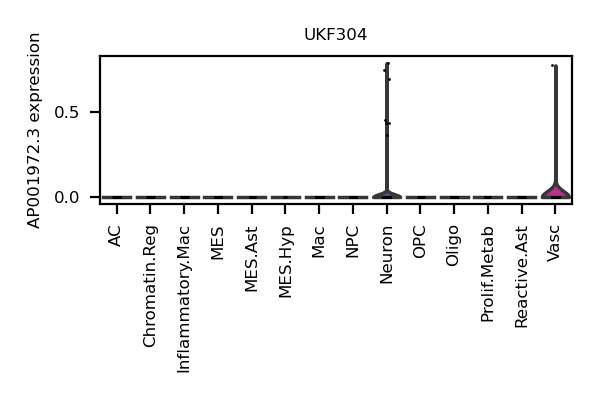 UKF304
AP001972.3 expression
0.5
0.0
AC
Chromatin.Reg
Inflammatory.Mac
MES
MES.Ast
MES.Hyp
Mac
NPC
Neuron
OPC
Oligo
Prolif.Metab
Reactive.Ast
Vasc